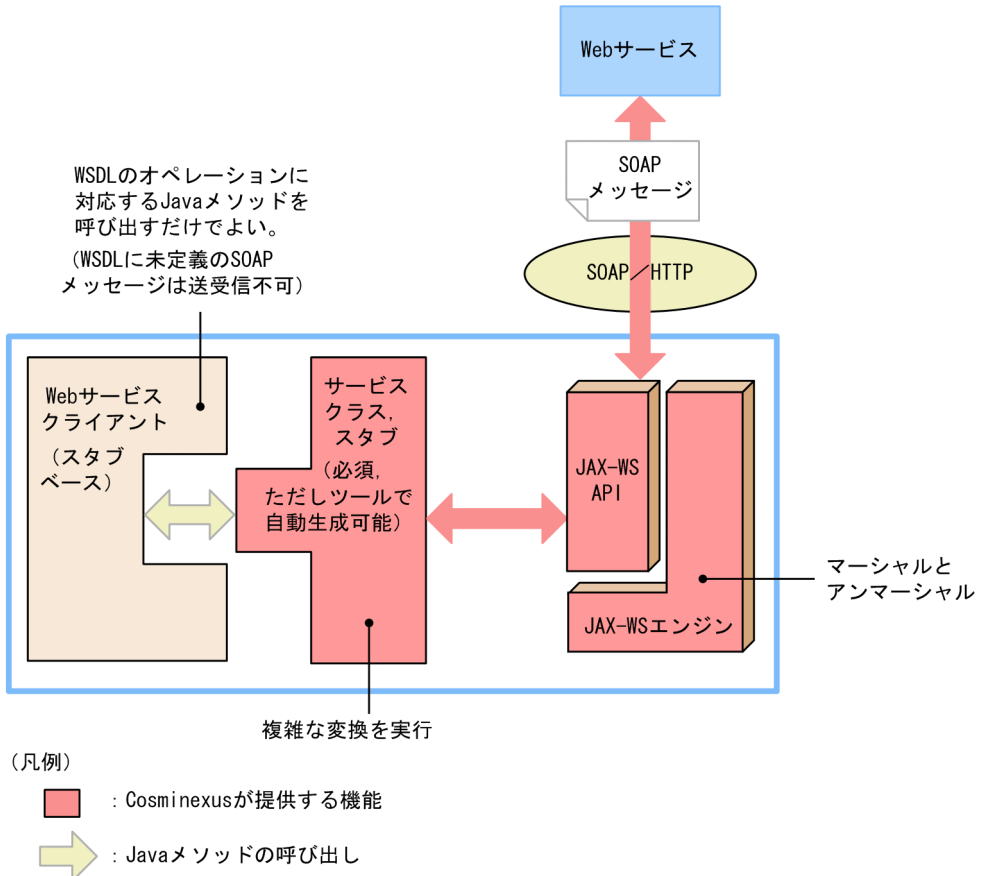 Webサービス
SOAP
メッセージ
SOAP／HTTP
WSDLのオペレーションに
対応するJavaメソッドを
呼び出すだけでよい。
（WSDLに未定義のSOAP
メッセージは送受信不可）
Webサービス
クライアント
（スタブ
ベース）
サービス
クラス，
スタブ
（必須，
ただしツールで
自動生成可能）
JAX-WS
API
JAX-WSエンジン
マーシャルと
アンマーシャル
複雑な変換を実行
（凡例）
：Cosminexusが提供する機能
：Javaメソッドの呼び出し